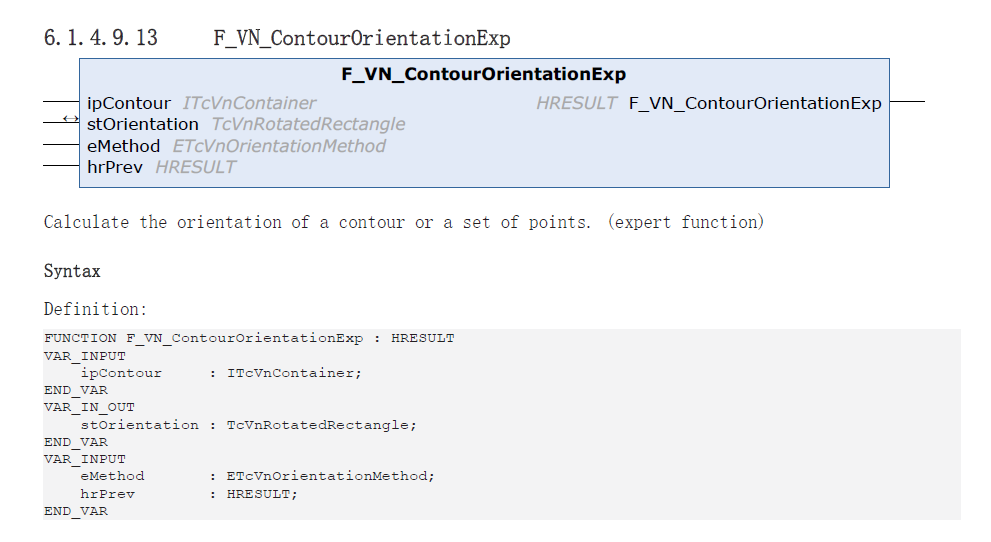 6.1.4.9.13 F_VN_ContourOrientationExp
F_VN_ContourOrientationExp
ipContour ITcVnContainer HRESULT F_VN_ContourOrientationExp
↔ stOrientation TcVnRotatedRectangle
eMethod ETcVnOrientationMethod
hrPrev HRESULT
Calculate the orientation of a contour or a set of points. (expert function)
Syntax
Definition:
FUNCTION F_VN_ContourOrientationExp : HRESULT
VAR_INPUT
    ipContour     : ITcVnContainer;
END_VAR
VAR_IN_OUT
    stOrientation : TcVnRotatedRectangle;
END_VAR
VAR_INPUT
    eMethod       : ETcVnOrientationMethod;
    hrPrev        : HRESULT;
END_VAR